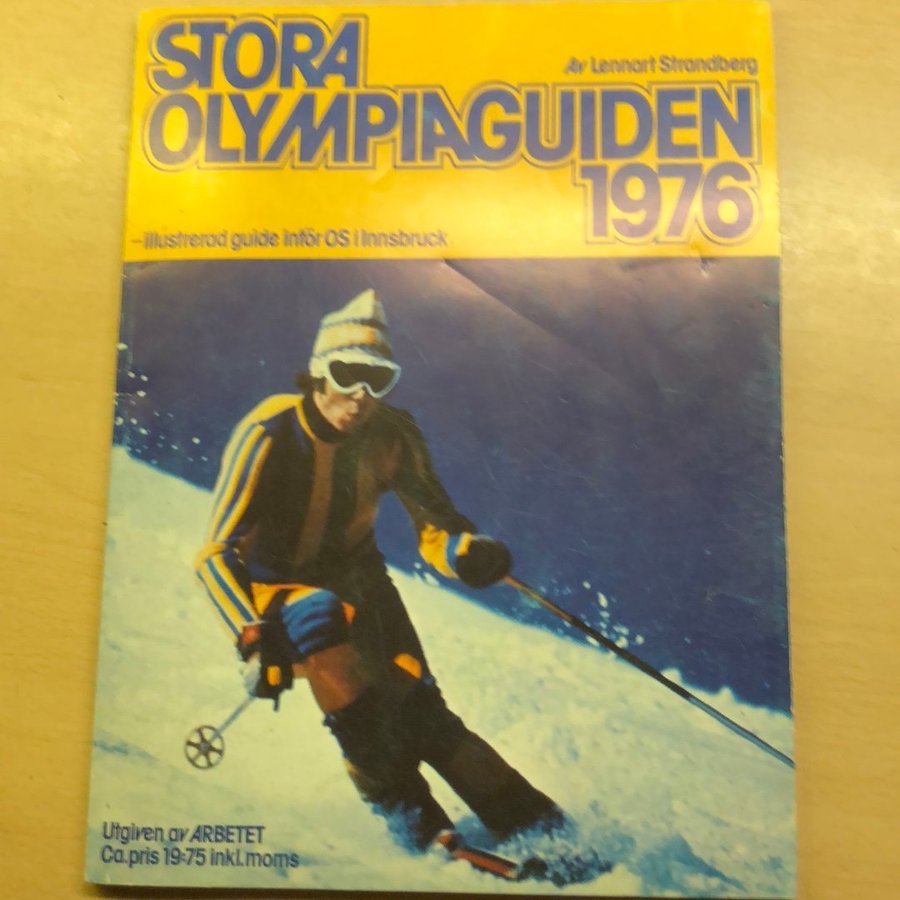 STORA
Av Lennart Strandberg
OLYMPIAGUIDEN
1976
–illustrerad guide inför OS i Innsbruck
Utgiven av ARBETET
Ca.pris 19:75 inkl.moms